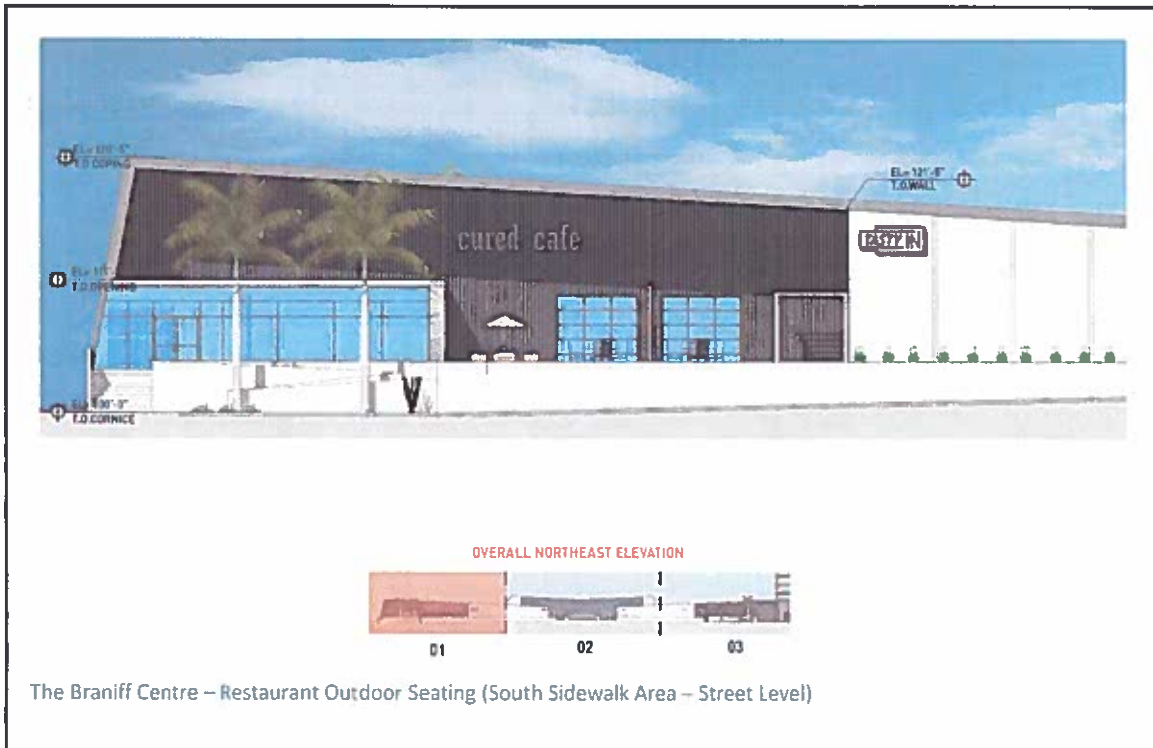 T.O.COPING
EL= 121'-5"
T.O.WALL
cured cafe
T.O.OPENING
T.O.CORNICE
OVERALL NORTHEAST ELEVATION
01
02
03
The Braniff Centre – Restaurant Outdoor Seating (South Sidewalk Area – Street Level)